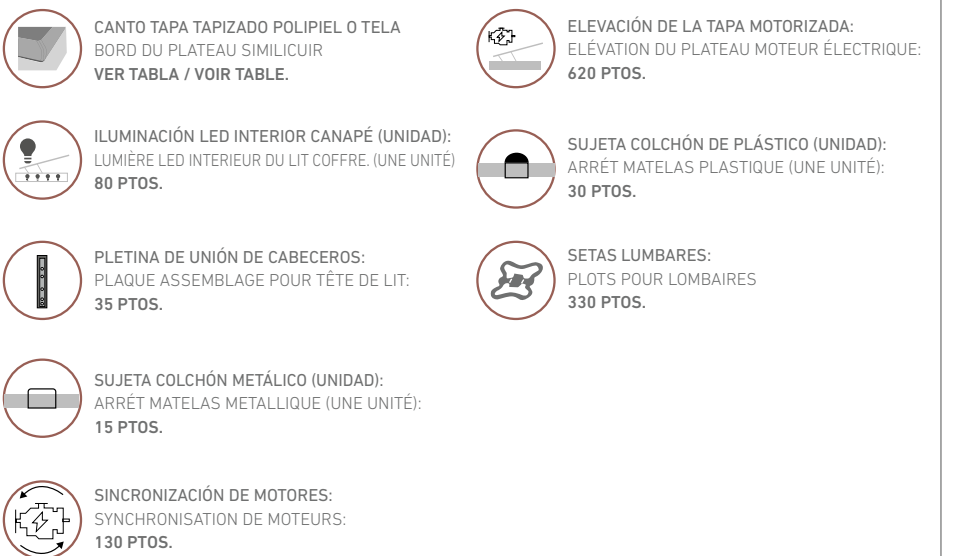 CANTO TAPA TAPIZADO POLIPIEL O TELA
BORD DU PLATEAU SIMILICUIR
VER TABLA / VOIR TABLE.
ILUMINACIÓN LED INTERIOR CANAPÉ (UNIDAD):
LUMIÈRE LED INTERIEUR DU LIT COFFRE. (UNE UNITÉ)
80 PTOS.
PLETINA DE UNIÓN DE CABECEROS:
PLAQUE ASSEMBLAGE POUR TÊTE DE LIT:
35 PTOS.
SUJETA COLCHÓN METÁLICO (UNIDAD):
ARRÉT MATELAS METALLIQUE (UNE UNITÉ):
15 PTOS.
SINCRONIZACIÓN DE MOTORES:
SYNCHRONISATION DE MOTEURS:
130 PTOS.
ELEVACIÓN DE LA TAPA MOTORIZADA:
ELÉVATION DU PLATEAU MOTEUR ÉLECTRIQUE:
620 PTOS.
SUJETA COLCHÓN DE PLÁSTICO (UNIDAD):
ARRÉT MATELAS PLASTIQUE (UNE UNITÉ):
30 PTOS.
SETAS LUMBARES:
PLOTS POUR LOMBAIRES
330 PTOS.